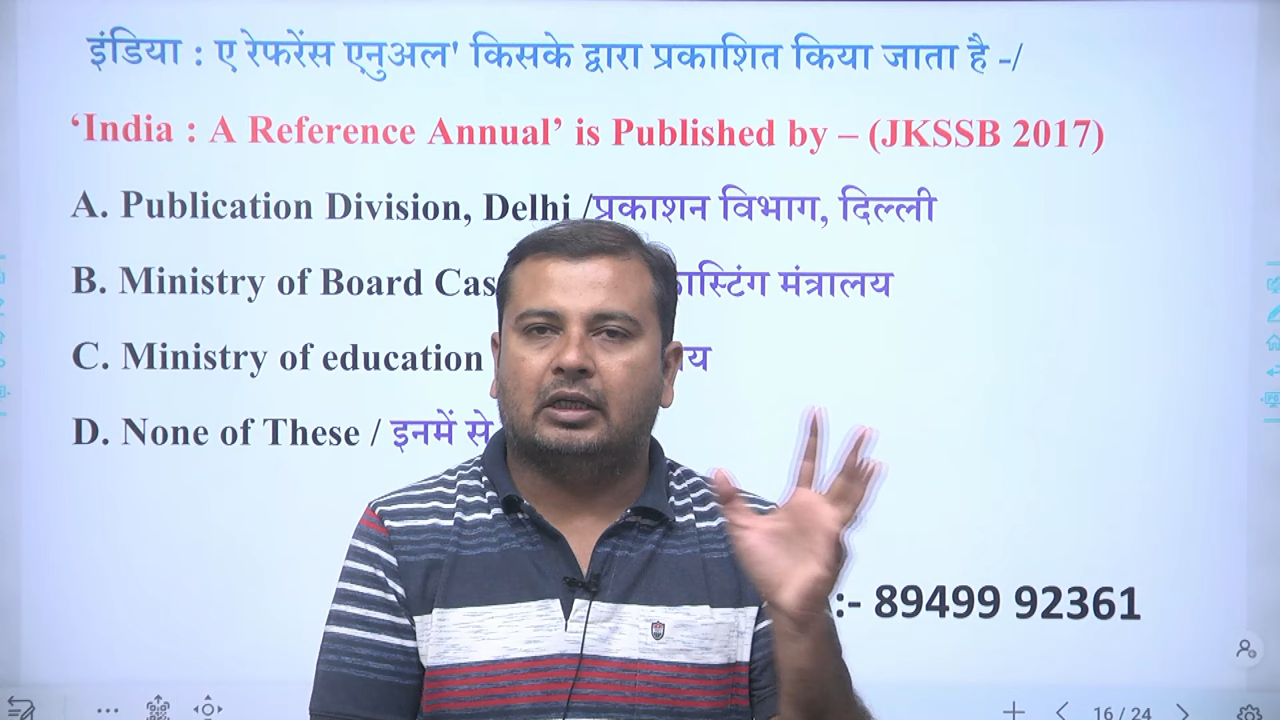 इंडिया : ए रेफरेंस एनुअल' किसके द्वारा प्रकाशित किया जाता है -/
‘India : A Reference Annual’ is Published by – (JKSSB 2017)
A. Publication Division, Delhi /प्रकाशन विभाग, दिल्ली
B. Ministry of Board Cas कास्टिंग मंत्रालय
C. Ministry of education
D. None of These / इनमें से
:- 89499 92361
16 / 24